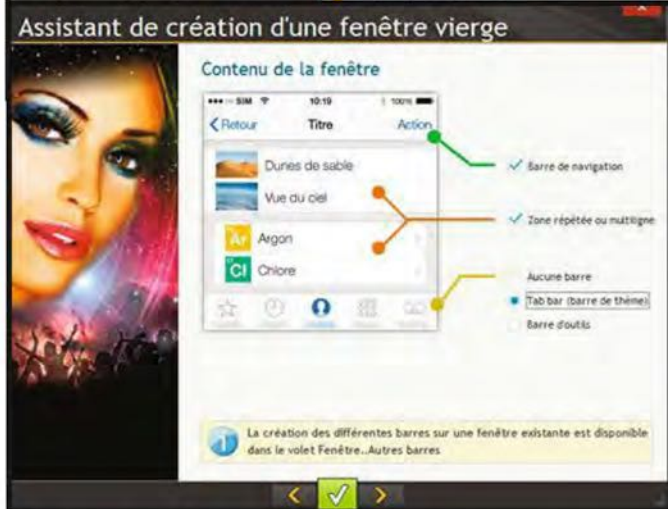 Assistant de création d'une fenêtre vierge
Contenu de la fenêtre
SIM 10:19 100%
Retour Titre Action
Dunes de sable
Vue du ciel
Ar Argon
Cl Chlore
Barre de navigation
Zone répétée ou multiligne
Aucune barre
Tab bar (barre de thème)
Barre d'outils
La création des différentes barres sur une fenêtre existante est disponible
dans le volet Fenêtre..Autres barres